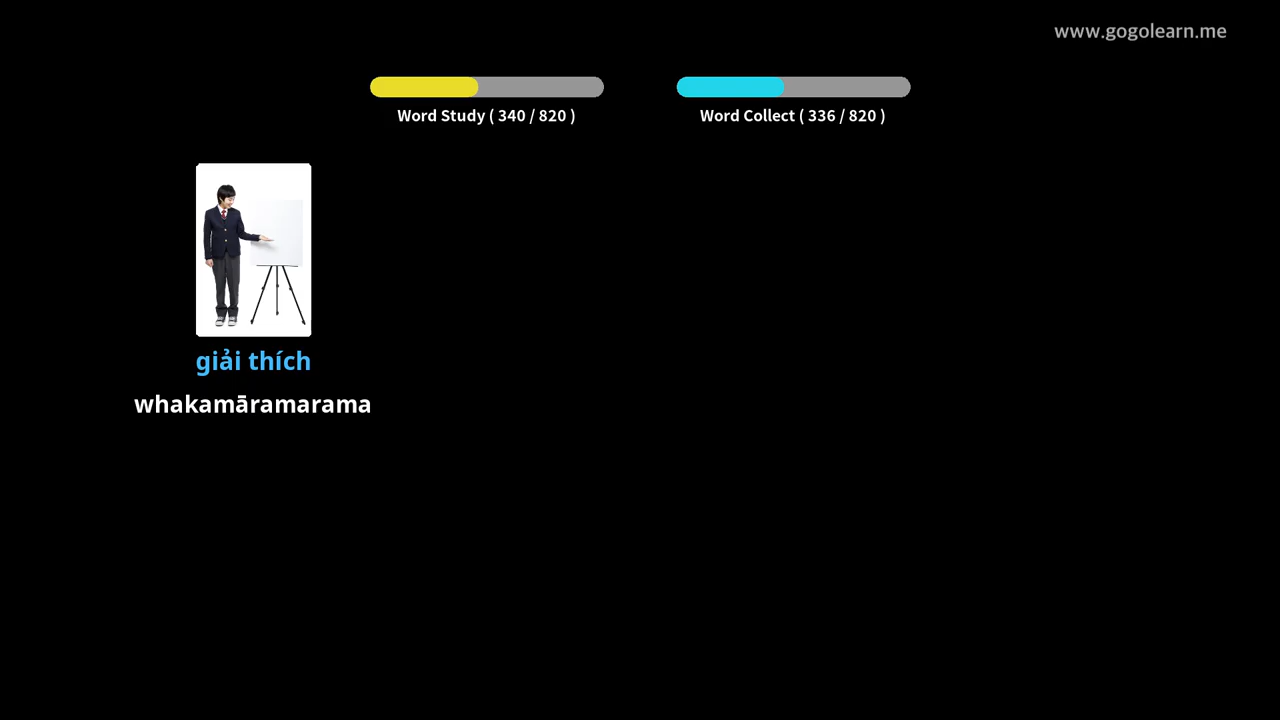 www.gogolearn.me
Word Study ( 340 / 820 )
Word Collect ( 336 / 820 )
giải thích
whakamāramarama